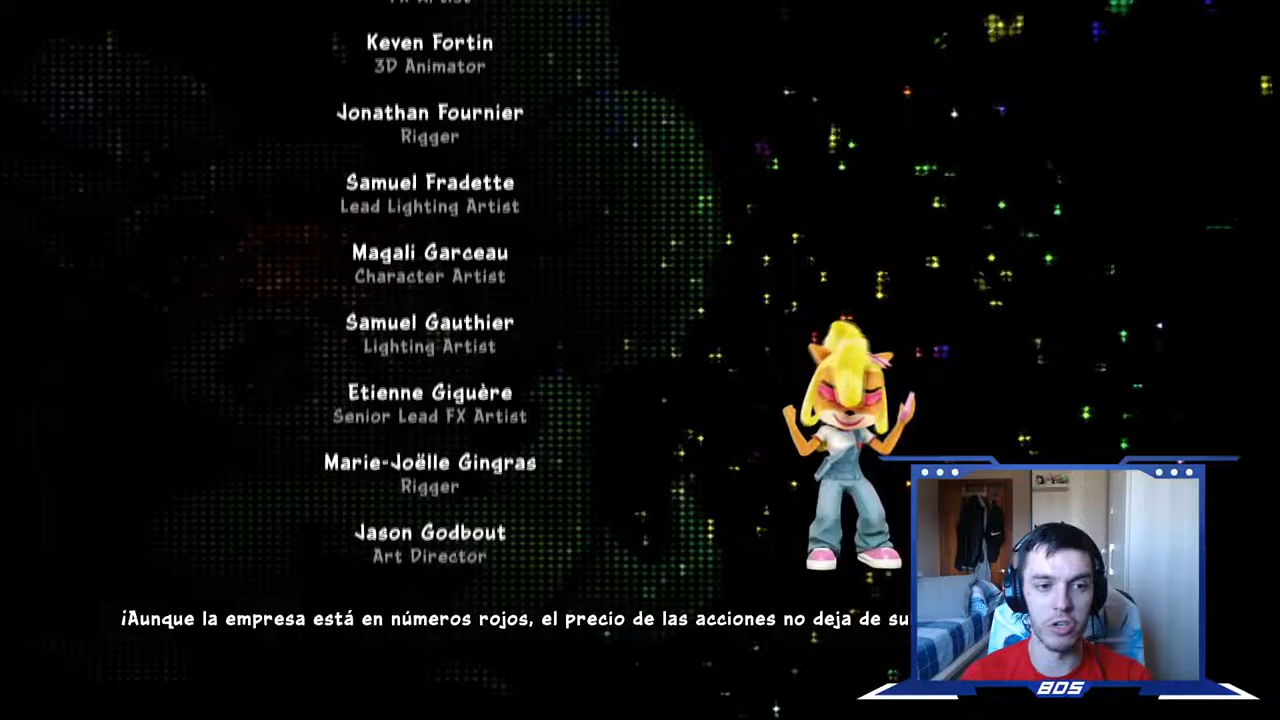 FX Artist
Keven Fortin
3D Animator
Jonathan Fournier
Rigger
Samuel Fradette
Lead Lighting Artist
Magali Garceau
Character Artist
Samuel Gauthier
Lighting Artist
Etienne Giguère
Senior Lead FX Artist
Marie-Joëlle Gingras
Rigger
Jason Godbout
Art Director
¡Aunque la empresa está en números rojos, el precio de las acciones no deja de su
BDS